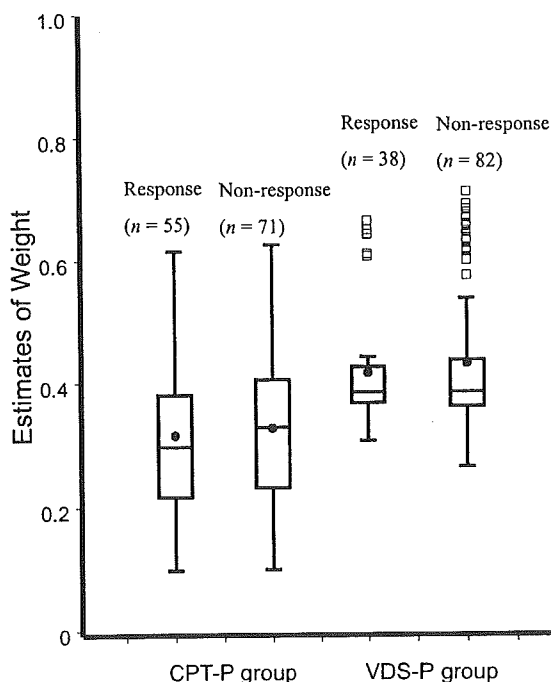 1.0
0.8
0.6
0.4
0.2
0
Estimates of Weight
Response
(n = 55)
Non-response
(n = 71)
Response
(n = 38)
Non-response
(n = 82)
CPT-P group
VDS-P group